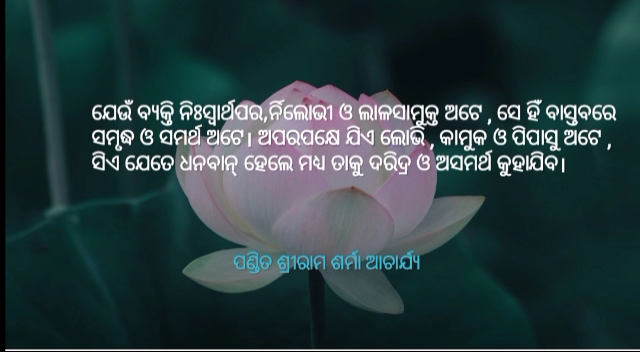 ଯେଉଁ ବ୍ୟକ୍ତି ନିଃସ୍ୱାର୍ଥପର,ର୍ନିଲୋଭୀ ଓ ଲାଳସାମୁକ୍ତ ଅଟେ , ସେ ହିଁ ବାସ୍ତବରେ
ସମୃଦ୍ଧ ଓ ସମର୍ଥ ଅଟେ। ଅପରପକ୍ଷେ ଯିଏ ଲୋଭି , କାମୁକ ଓ ପିପାସୁ ଅଟେ ,
ସିଏ ଯେତେ ଧନବାନ୍ ହେଲେ ମଧ୍ୟ ତାକୁ ଦରିଦ୍ର ଓ ଅସମର୍ଥ କୁହାଯିବ।
ପଣ୍ଡିତ ଶ୍ରୀରାମ ଶର୍ମା ଆଚାର୍ଯ୍ୟ